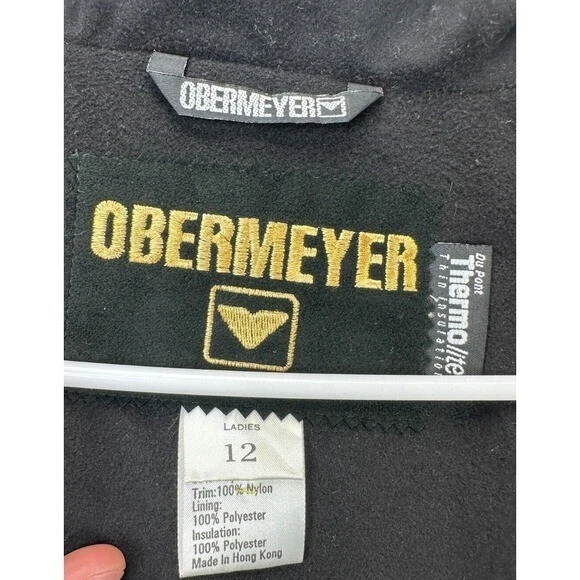 OBERMEYER
OBERMEYER
Du Pont
Thermolite
Thin Insulation
LADIES
12
Trim:100% Nylon
Lining:
100% Polyester
Insulation:
100% Polyester
Made In Hong Kong